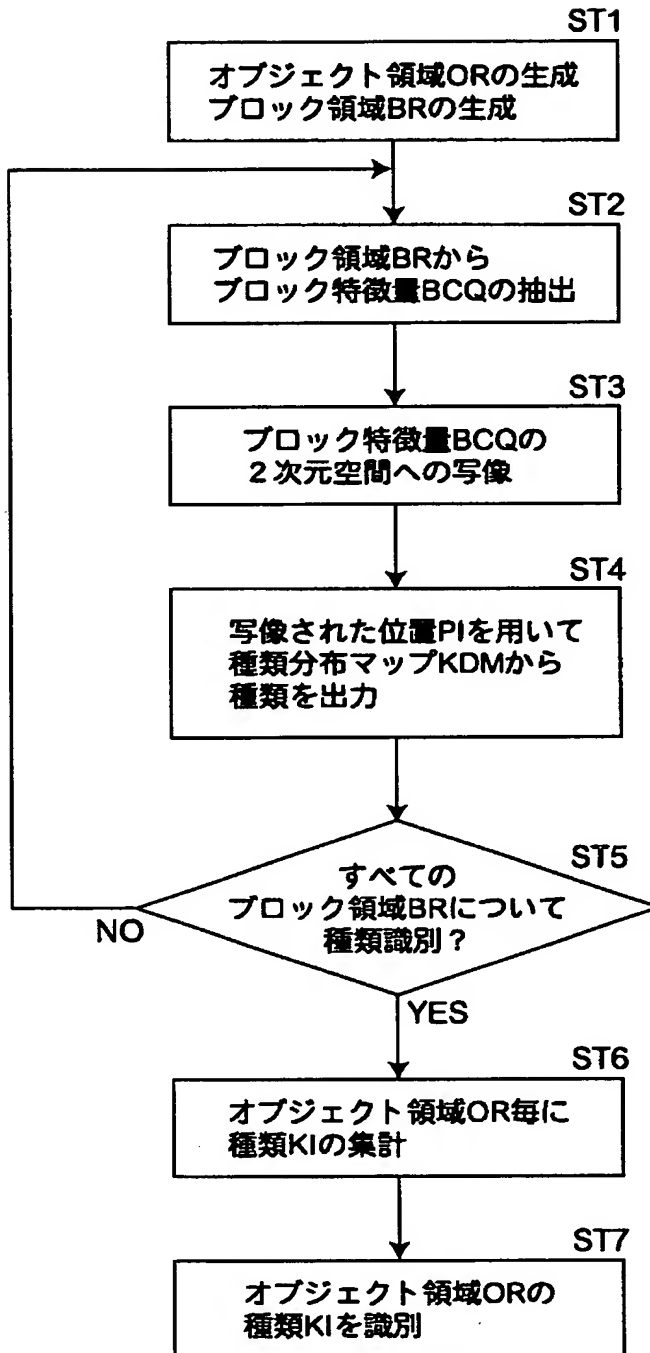 ST1
オブジェクト領域ORの生成
ブロック領域BRの生成
ST2
ブロック領域BRから
ブロック特徴量BCQの抽出
ST3
ブロック特徴量BCQの
２次元空間への写像
ST4
写像された位置PIを用いて
種類分布マップKDMから
種類を出力
ST5
すべての
ブロック領域BRについて
種類識別？
NO
YES
ST6
オブジェクト領域OR毎に
種類KIの集計
ST7
オブジェクト領域ORの
種類KIを識別